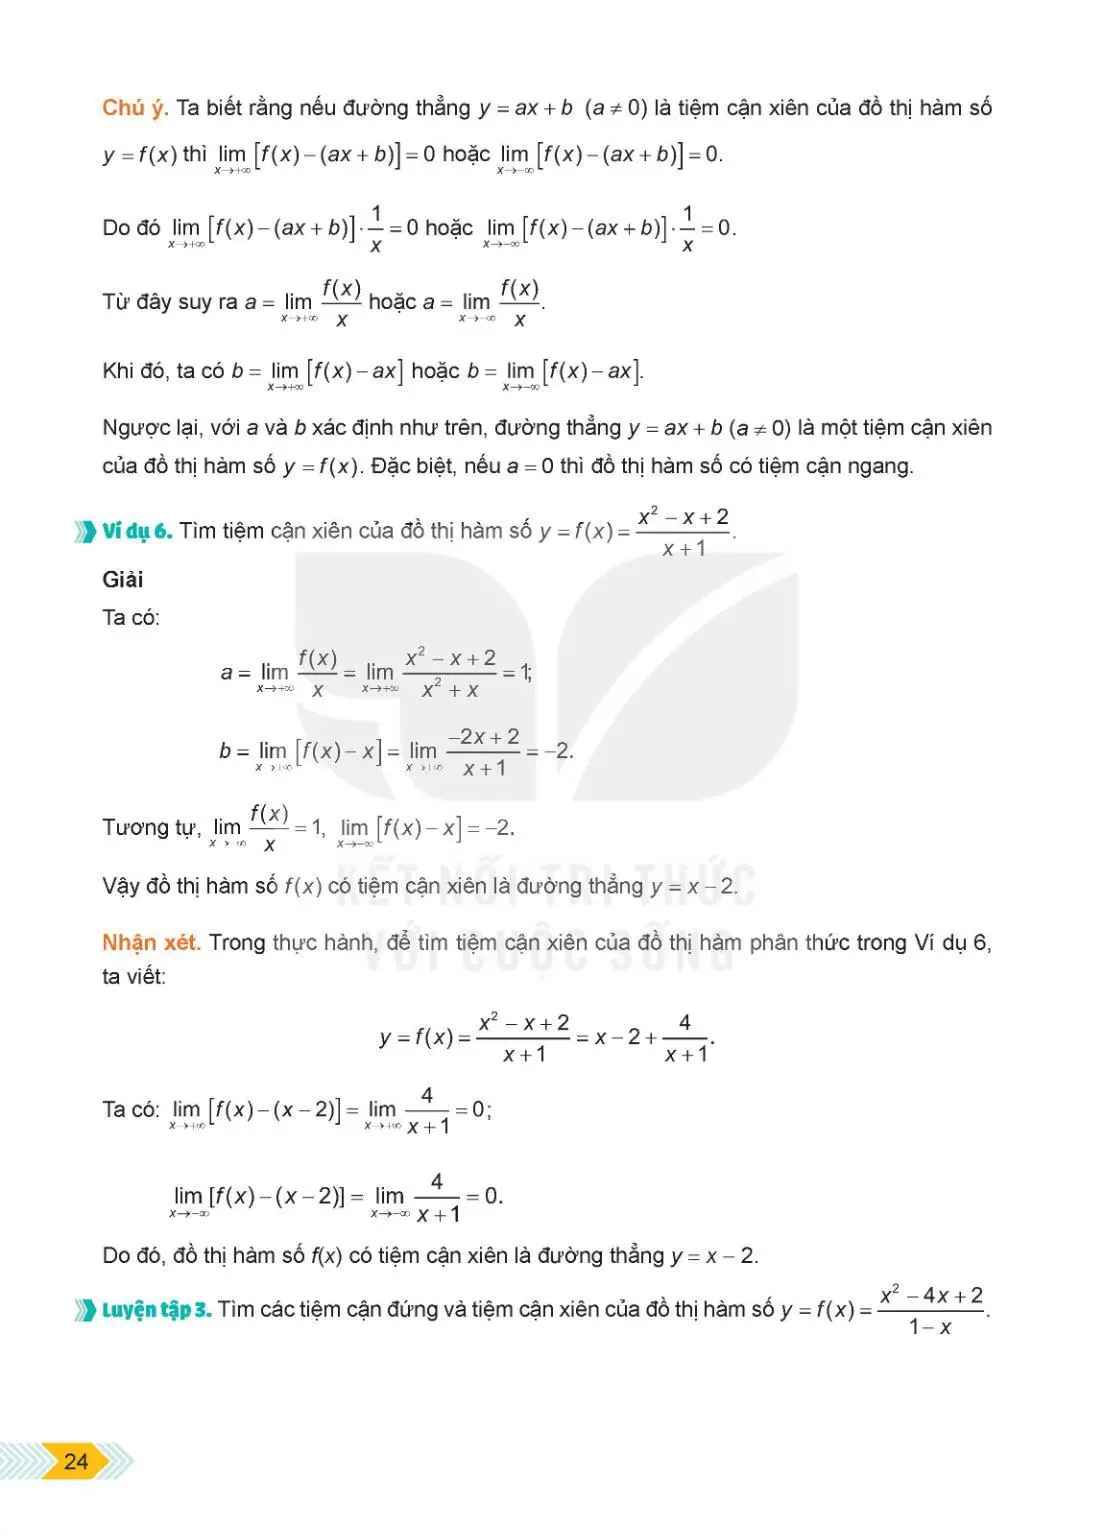 Chú ý. Ta biết rằng nếu đường thẳng y = ax + b (a ≠ 0) là tiệm cận xiên của đồ thị hàm số
y = f(x) thì lim_{x→+∞} [f(x) − (ax + b)] = 0 hoặc lim_{x→−∞} [f(x) − (ax + b)] = 0.
Do đó lim_{x→+∞} [f(x) − (ax + b)] · 1/x = 0 hoặc lim_{x→−∞} [f(x) − (ax + b)] · 1/x = 0.
Từ đây suy ra a = lim_{x→+∞} f(x)/x hoặc a = lim_{x→−∞} f(x)/x.
Khi đó, ta có b = lim_{x→+∞} [f(x) − ax] hoặc b = lim_{x→−∞} [f(x) − ax].
Ngược lại, với a và b xác định như trên, đường thẳng y = ax + b (a ≠ 0) là một tiệm cận xiên
của đồ thị hàm số y = f(x). Đặc biệt, nếu a = 0 thì đồ thị hàm số có tiệm cận ngang.
Ví dụ 6. Tìm tiệm cận xiên của đồ thị hàm số y = f(x) = (x² − x + 2)/(x + 1).
Giải
Ta có:
a = lim_{x→+∞} f(x)/x = lim_{x→+∞} (x² − x + 2)/(x² + x) = 1;
b = lim_{x→+∞} [f(x) − x] = lim_{x→+∞} (−2x + 2)/(x + 1) = −2.
Tương tự, lim_{x→−∞} f(x)/x = 1, lim_{x→−∞} [f(x) − x] = −2.
Vậy đồ thị hàm số f(x) có tiệm cận xiên là đường thẳng y = x − 2.
KẾT NỐI TRI THỨC
VỚI CUỘC SỐNG
Nhận xét. Trong thực hành, để tìm tiệm cận xiên của đồ thị hàm phân thức trong Ví dụ 6,
ta viết:
y = f(x) = (x² − x + 2)/(x + 1) = x − 2 + 4/(x + 1).
Ta có: lim_{x→+∞} [f(x) − (x − 2)] = lim_{x→+∞} 4/(x + 1) = 0;
lim_{x→−∞} [f(x) − (x − 2)] = lim_{x→−∞} 4/(x + 1) = 0.
Do đó, đồ thị hàm số f(x) có tiệm cận xiên là đường thẳng y = x − 2.
Luyện tập 3. Tìm các tiệm cận đứng và tiệm cận xiên của đồ thị hàm số y = f(x) = (x² − 4x + 2)/(1 − x).
24